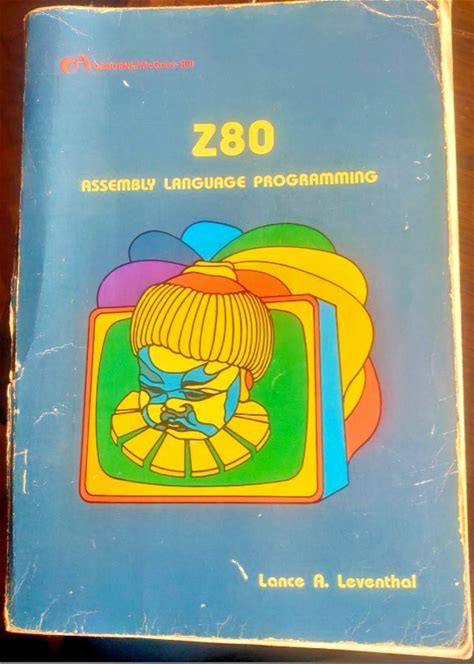 OSBORNE/McGraw-Hill
Z80
ASSEMBLY LANGUAGE PROGRAMMING
Lance A. Leventhal